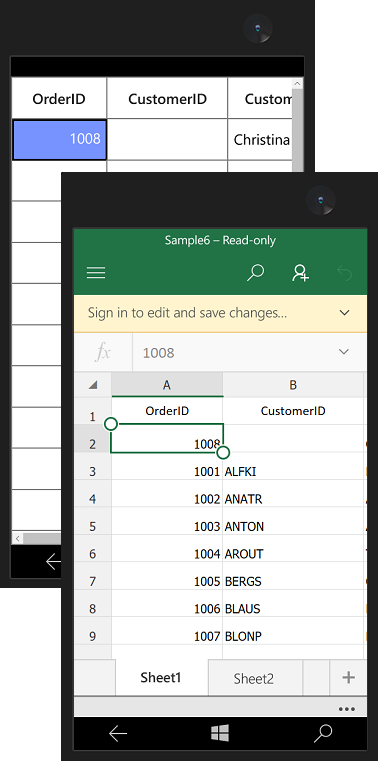 OrderID CustomerID Custom
1008 Christina
Sample6 – Read-only
Sign in to edit and save changes...
fx 1008
A B
1 OrderID CustomerID
2 1008
3 1001 ALFKI
4 1002 ANATR
5 1003 ANTON
6 1004 AROUT
7 1005 BERGS
8 1006 BLAUS
9 1007 BLONP
Sheet1 Sheet2 +